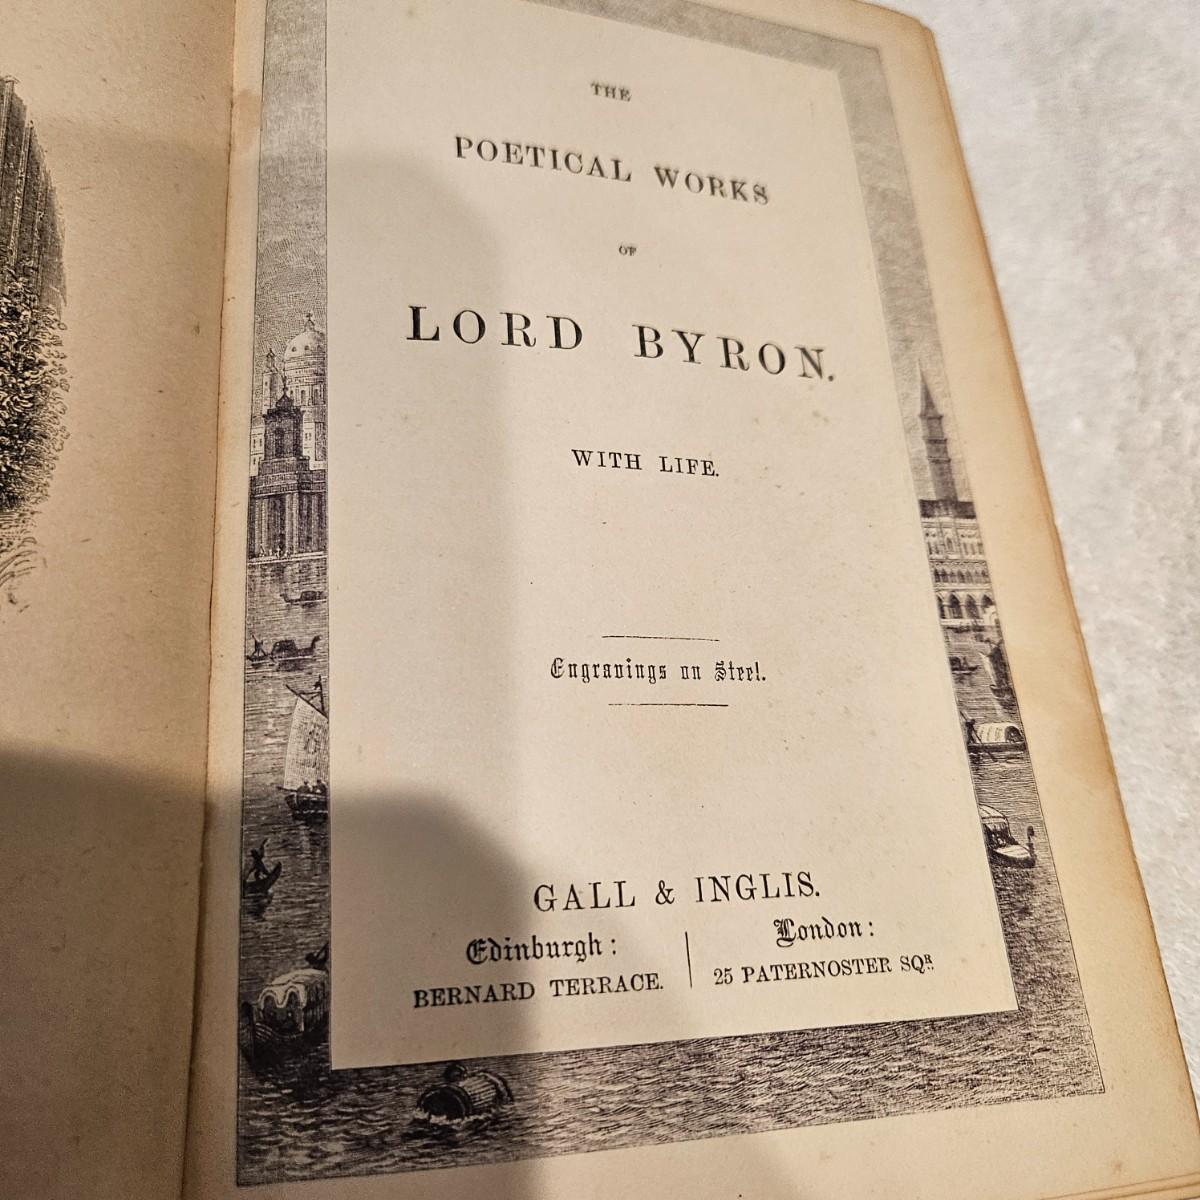 THE
POETICAL WORKS
OF
LORD BYRON.
WITH LIFE.
Engravings on Steel.
GALL & INGLIS.
Edinburgh:
BERNARD TERRACE.
London:
25 PATERNOSTER SQR.